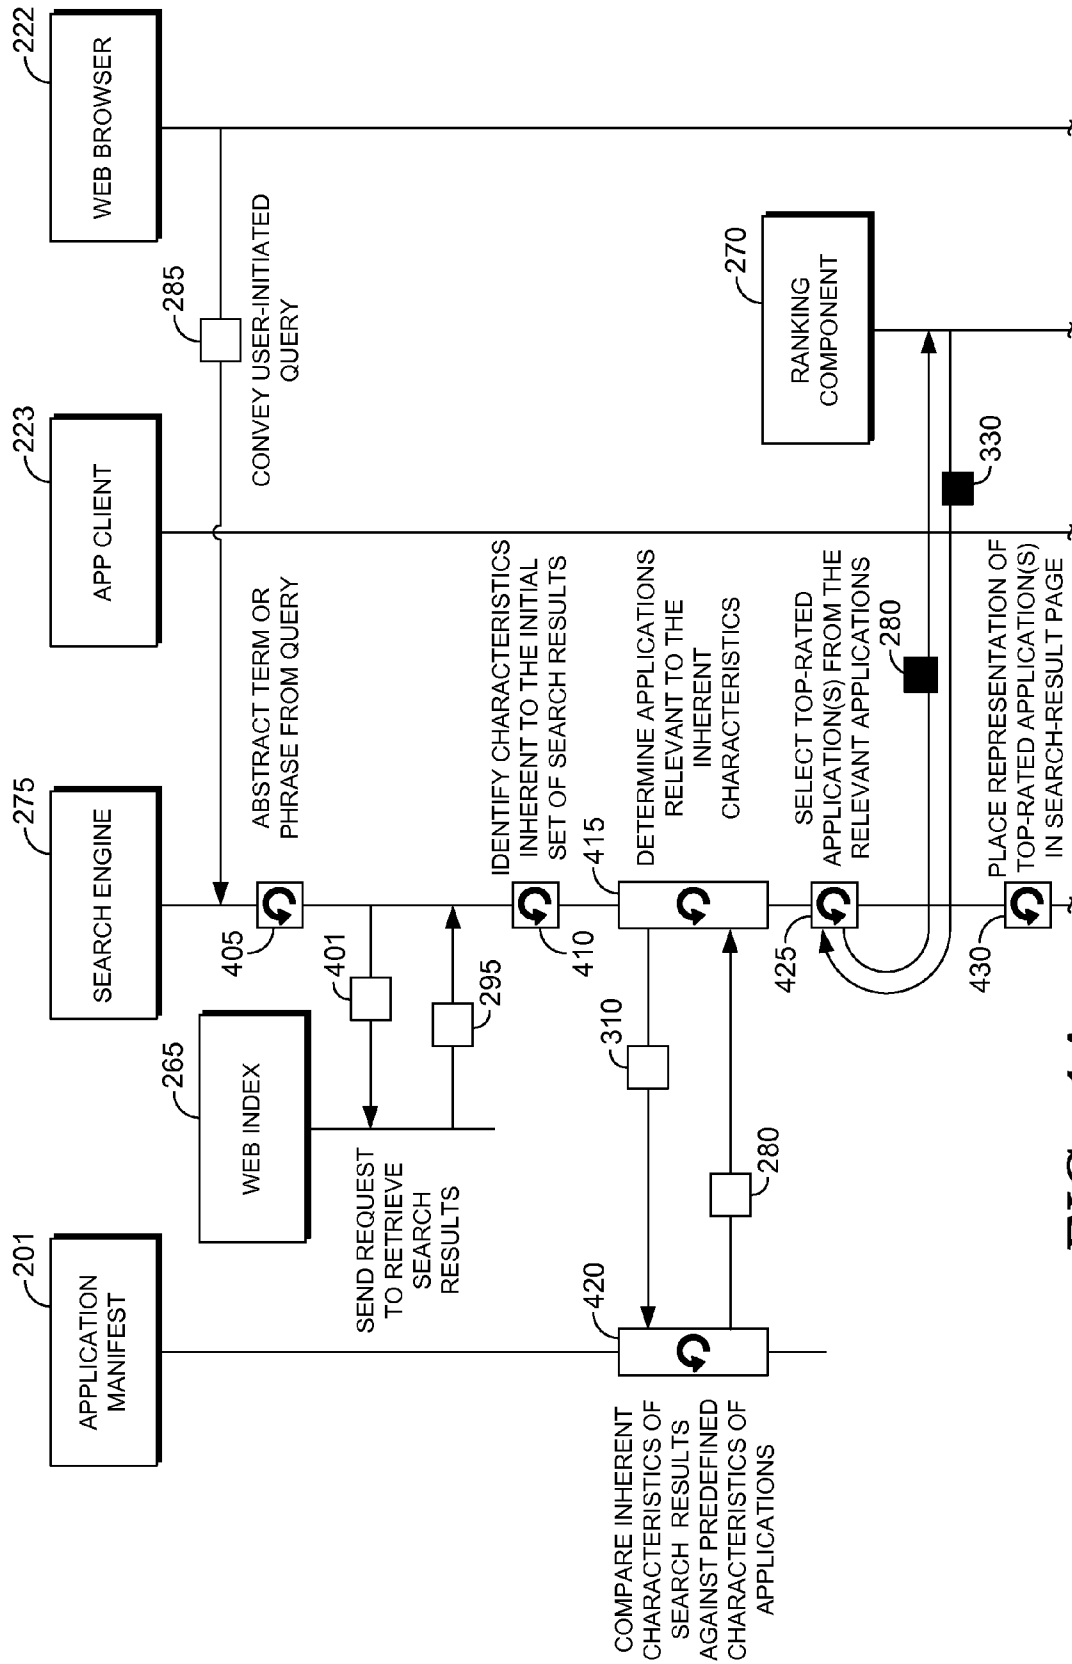 APPLICATION
MANIFEST
201
WEB INDEX
265
SEARCH ENGINE
275
APP CLIENT
223
WEB BROWSER
222
285
CONVEY USER-INITIATED
QUERY
405
ABSTRACT TERM OR
PHRASE FROM QUERY
401
SEND REQUEST
TO RETRIEVE
SEARCH
RESULTS
295
410
IDENTIFY CHARACTERISTICS
INHERENT TO THE INITIAL
SET OF SEARCH RESULTS
415
DETERMINE APPLICATIONS
RELEVANT TO THE
INHERENT
CHARACTERISTICS
310
420
COMPARE INHERENT
CHARACTERISTICS OF
SEARCH RESULTS
AGAINST PREDEFINED
CHARACTERISTICS OF
APPLICATIONS
280
RANKING
COMPONENT
270
425
SELECT TOP-RATED
APPLICATION(S) FROM THE
RELEVANT APPLICATIONS
280
330
430
PLACE REPRESENTATION OF
TOP-RATED APPLICATION(S)
IN SEARCH-RESULT PAGE